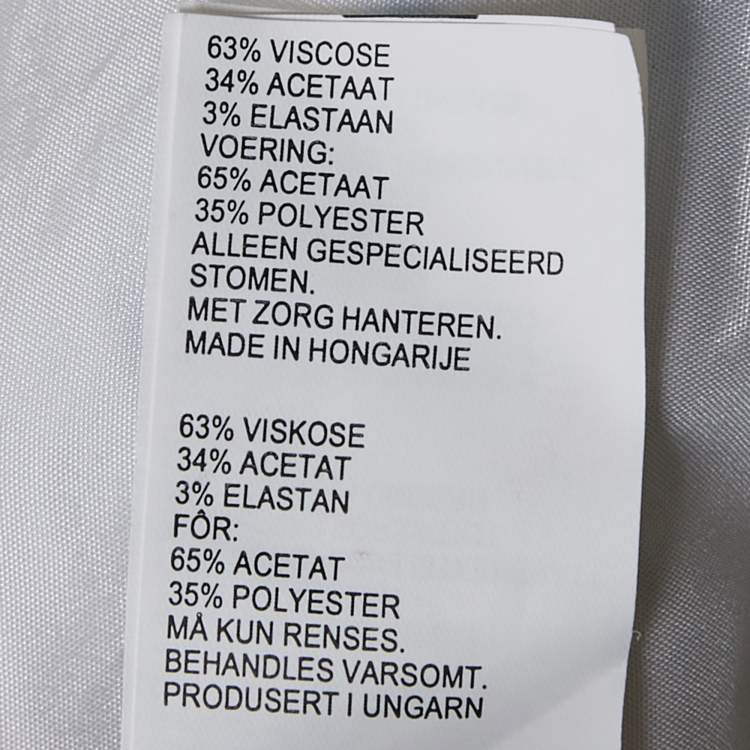 63% VISCOSE
34% ACETAAT
3% ELASTAAN
VOERING:
65% ACETAAT
35% POLYESTER
ALLEEN GESPECIALISEERD
STOMEN.
MET ZORG HANTEREN.
MADE IN HONGARIJE
63% VISKOSE
34% ACETAT
3% ELASTAN
FÔR:
65% ACETAT
35% POLYESTER
MÅ KUN RENSES.
BEHANDLES VARSOMT.
PRODUSERT I UNGARN